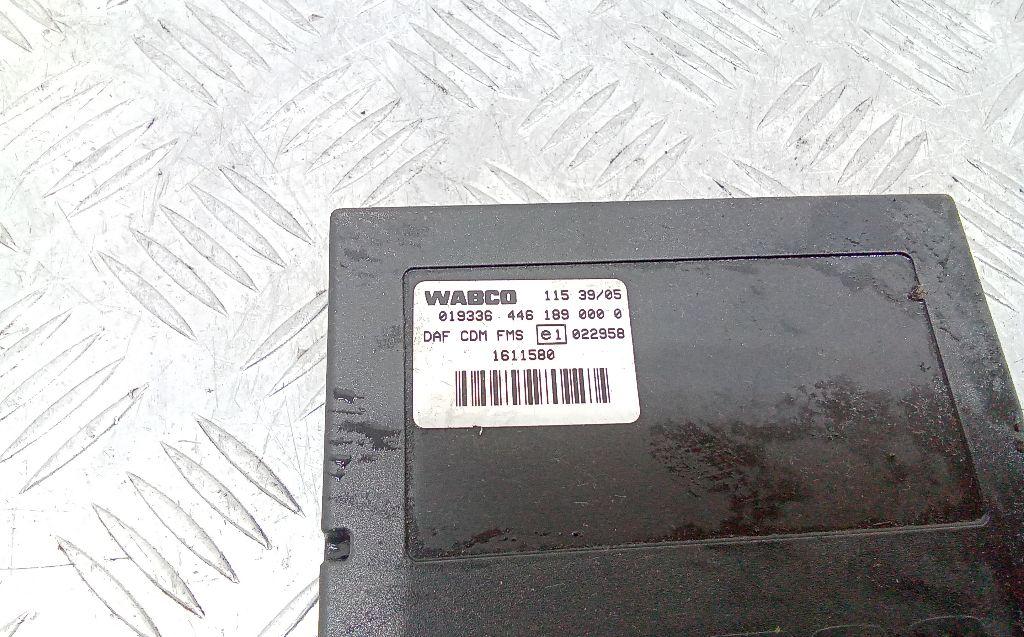 WABCO 115 39/05
019336 446 189 000 0
DAF CDM FMS e1 022958
1611580